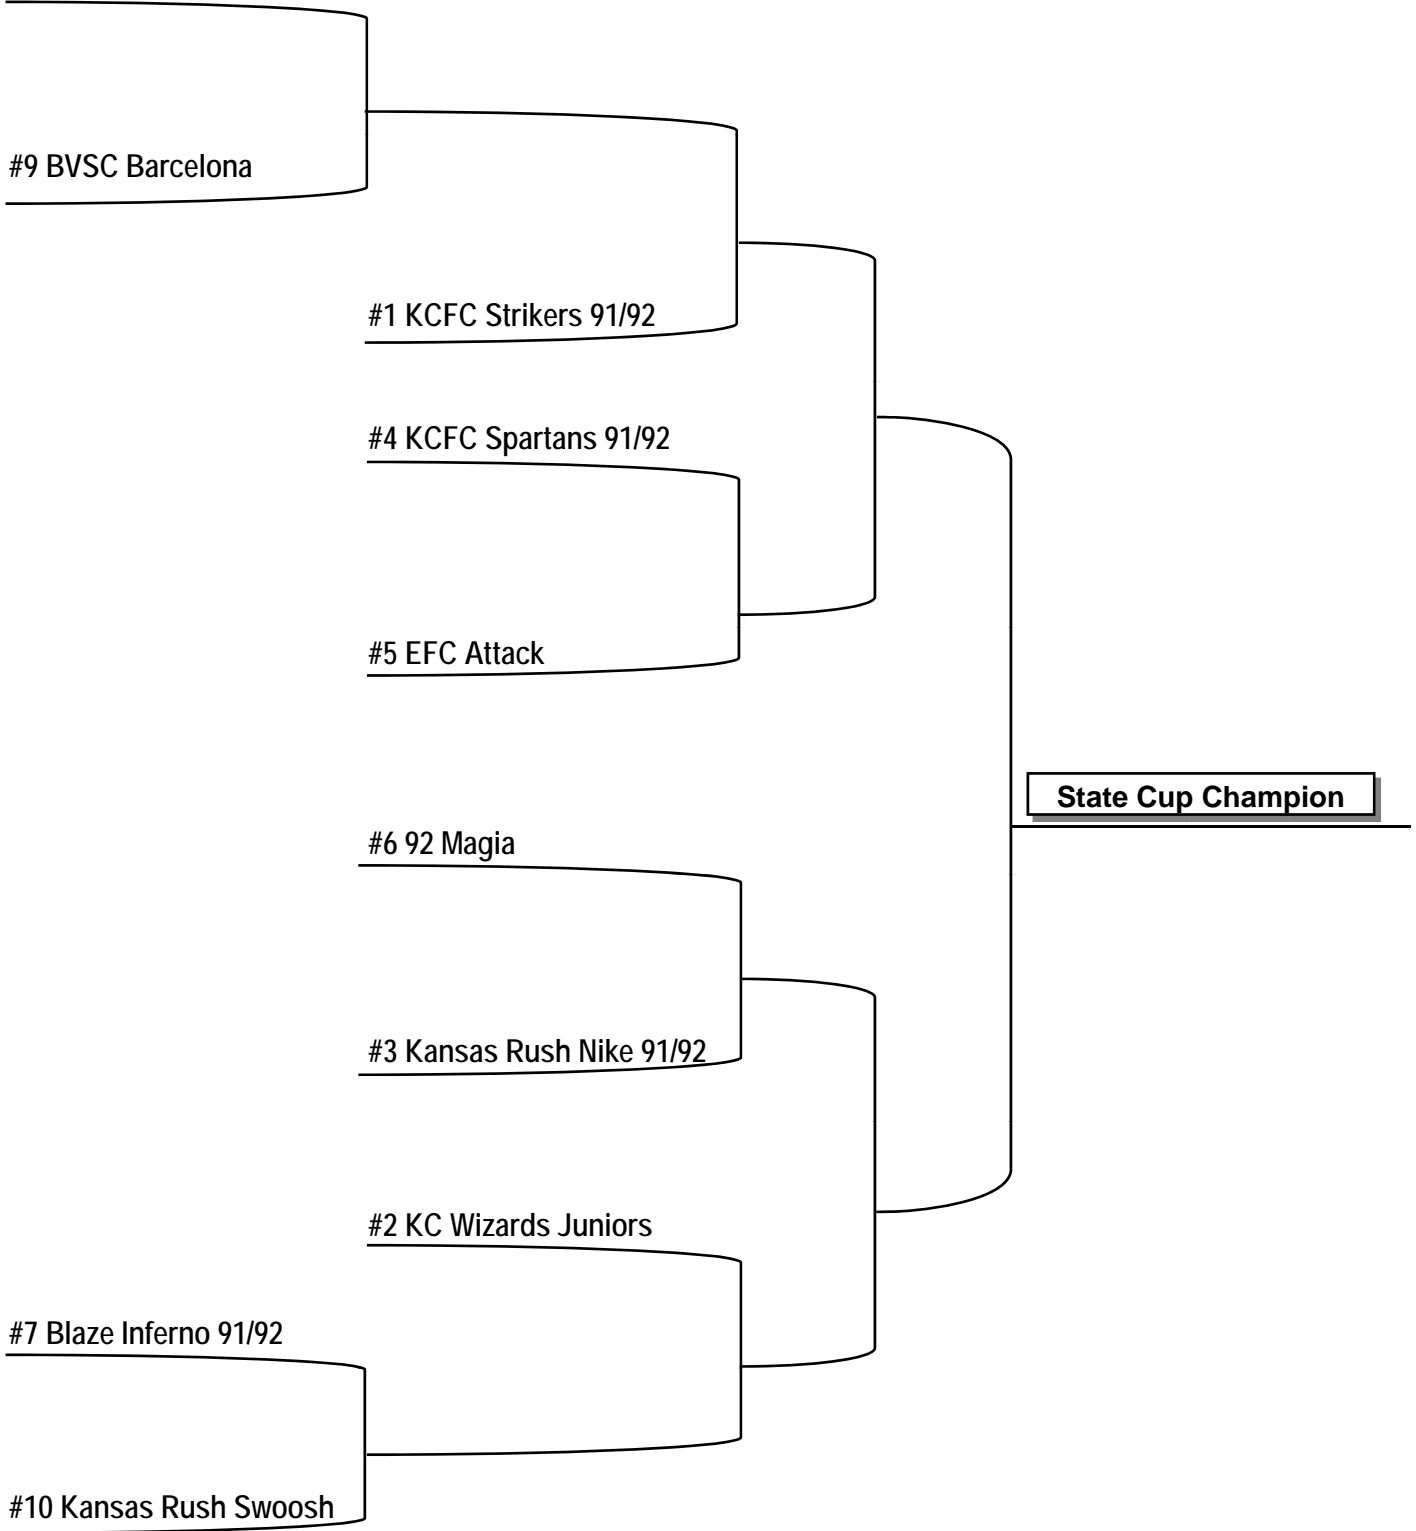 #9 BVSC Barcelona
#1 KCFC Strikers 91/92
#4 KCFC Spartans 91/92
#5 EFC Attack
State Cup Champion
#6 92 Magia
#3 Kansas Rush Nike 91/92
#2 KC Wizards Juniors
#7 Blaze Inferno 91/92
#10 Kansas Rush Swoosh